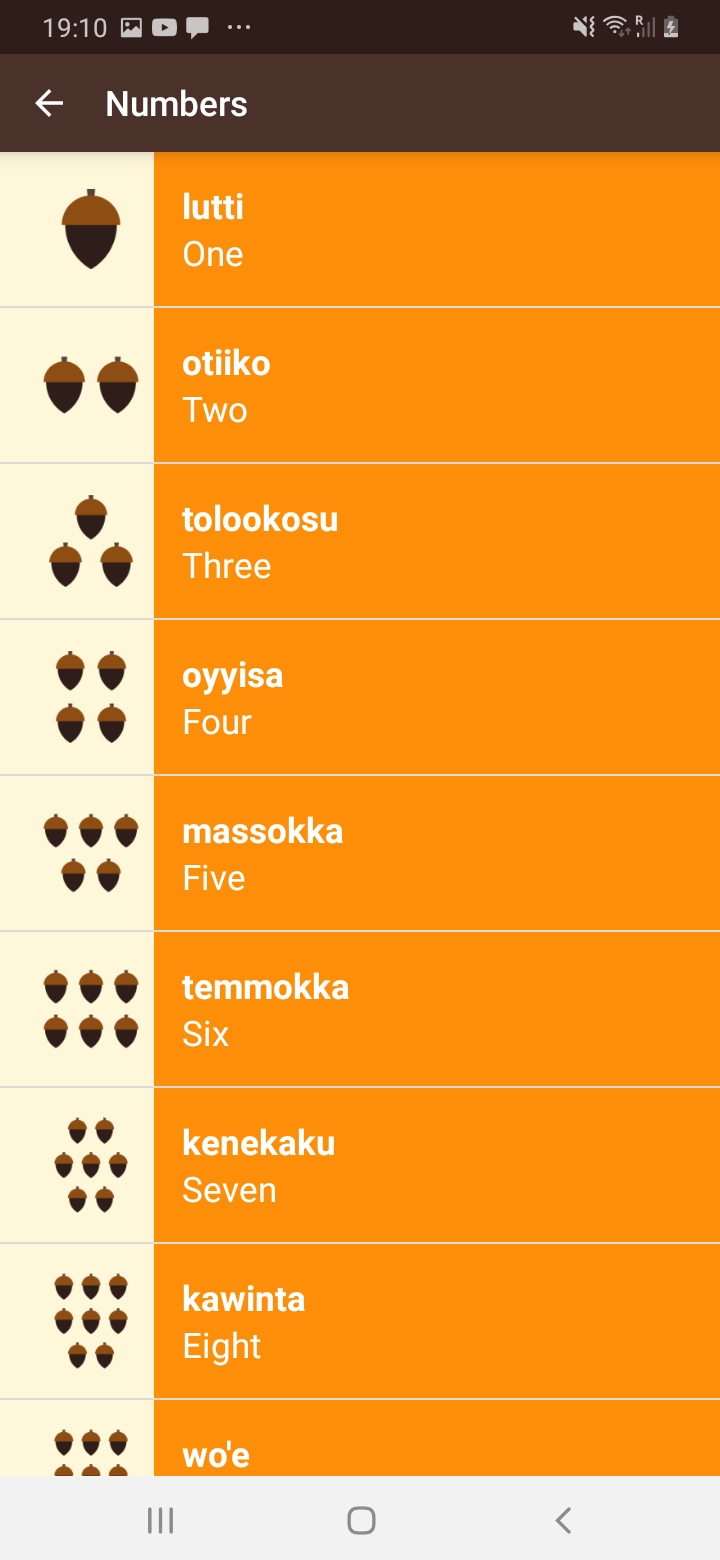 19:10
R
Numbers
lutti
One
otiiko
Two
tolookosu
Three
oyyisa
Four
massokka
Five
temmokka
Six
kenekaku
Seven
kawinta
Eight
wo'e